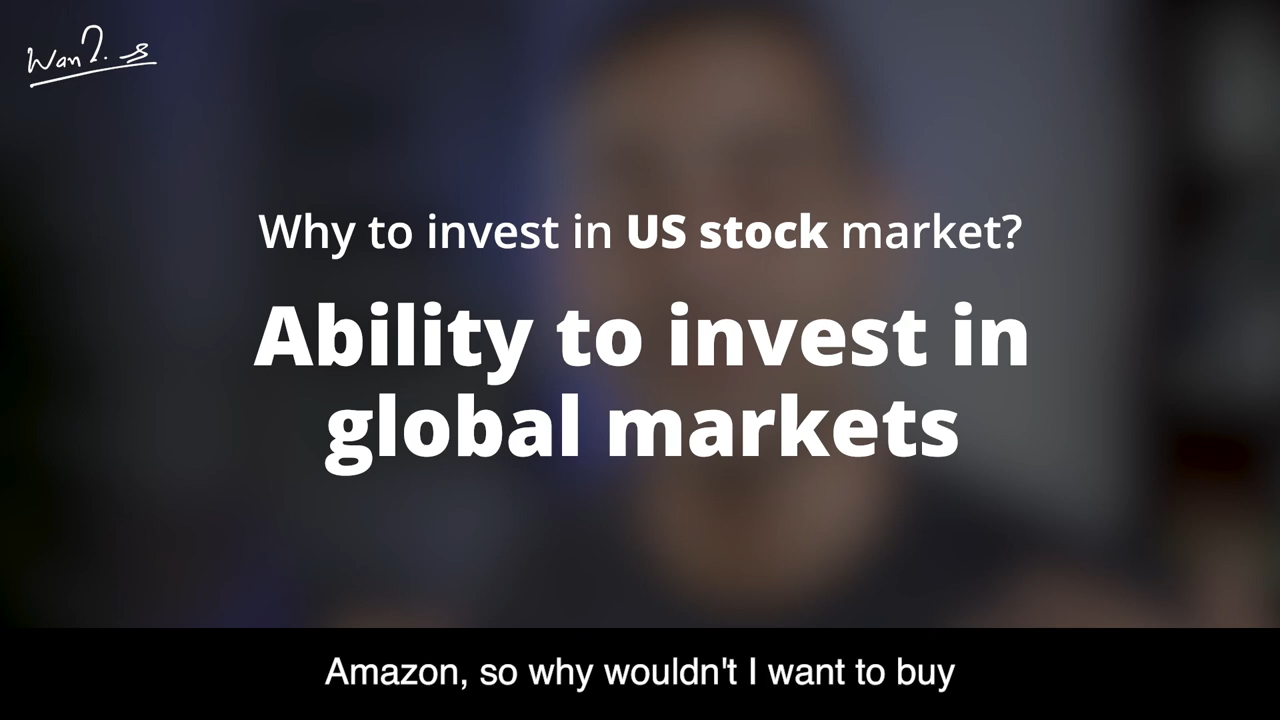 Why to invest in US stock market?
Ability to invest in
global markets
Amazon, so why wouldn't I want to buy